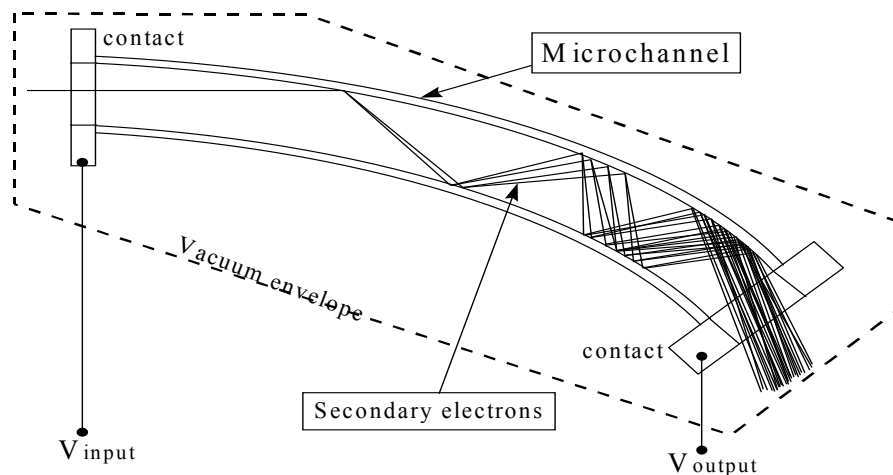 contact
Microchannel
Vacuum envelope
contact
Secondary electrons
V input
V output